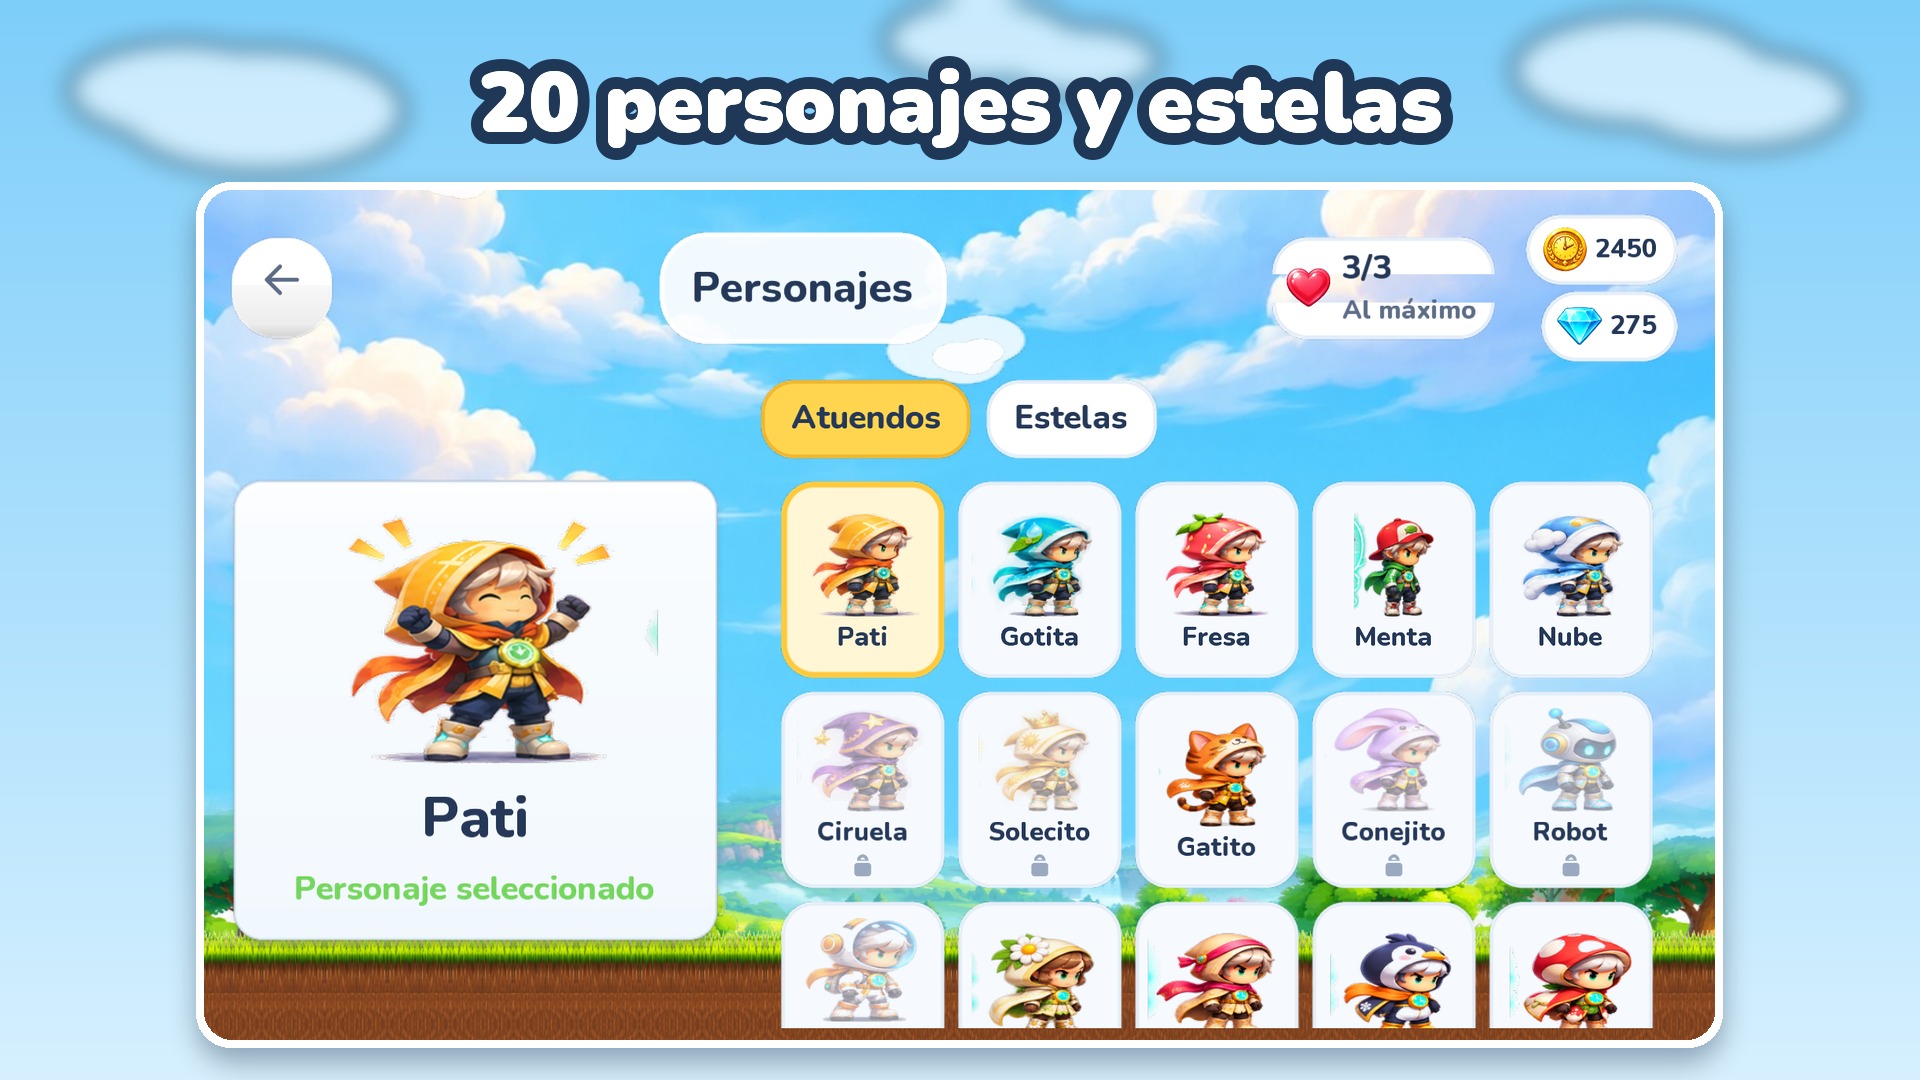 20 personajes y estelas
Personajes
3/3
Al máximo
2450
275
Atuendos
Estelas
Pati
Personaje seleccionado
Pati
Gotita
Fresa
Menta
Nube
Ciruela
Solecito
Gatito
Conejito
Robot